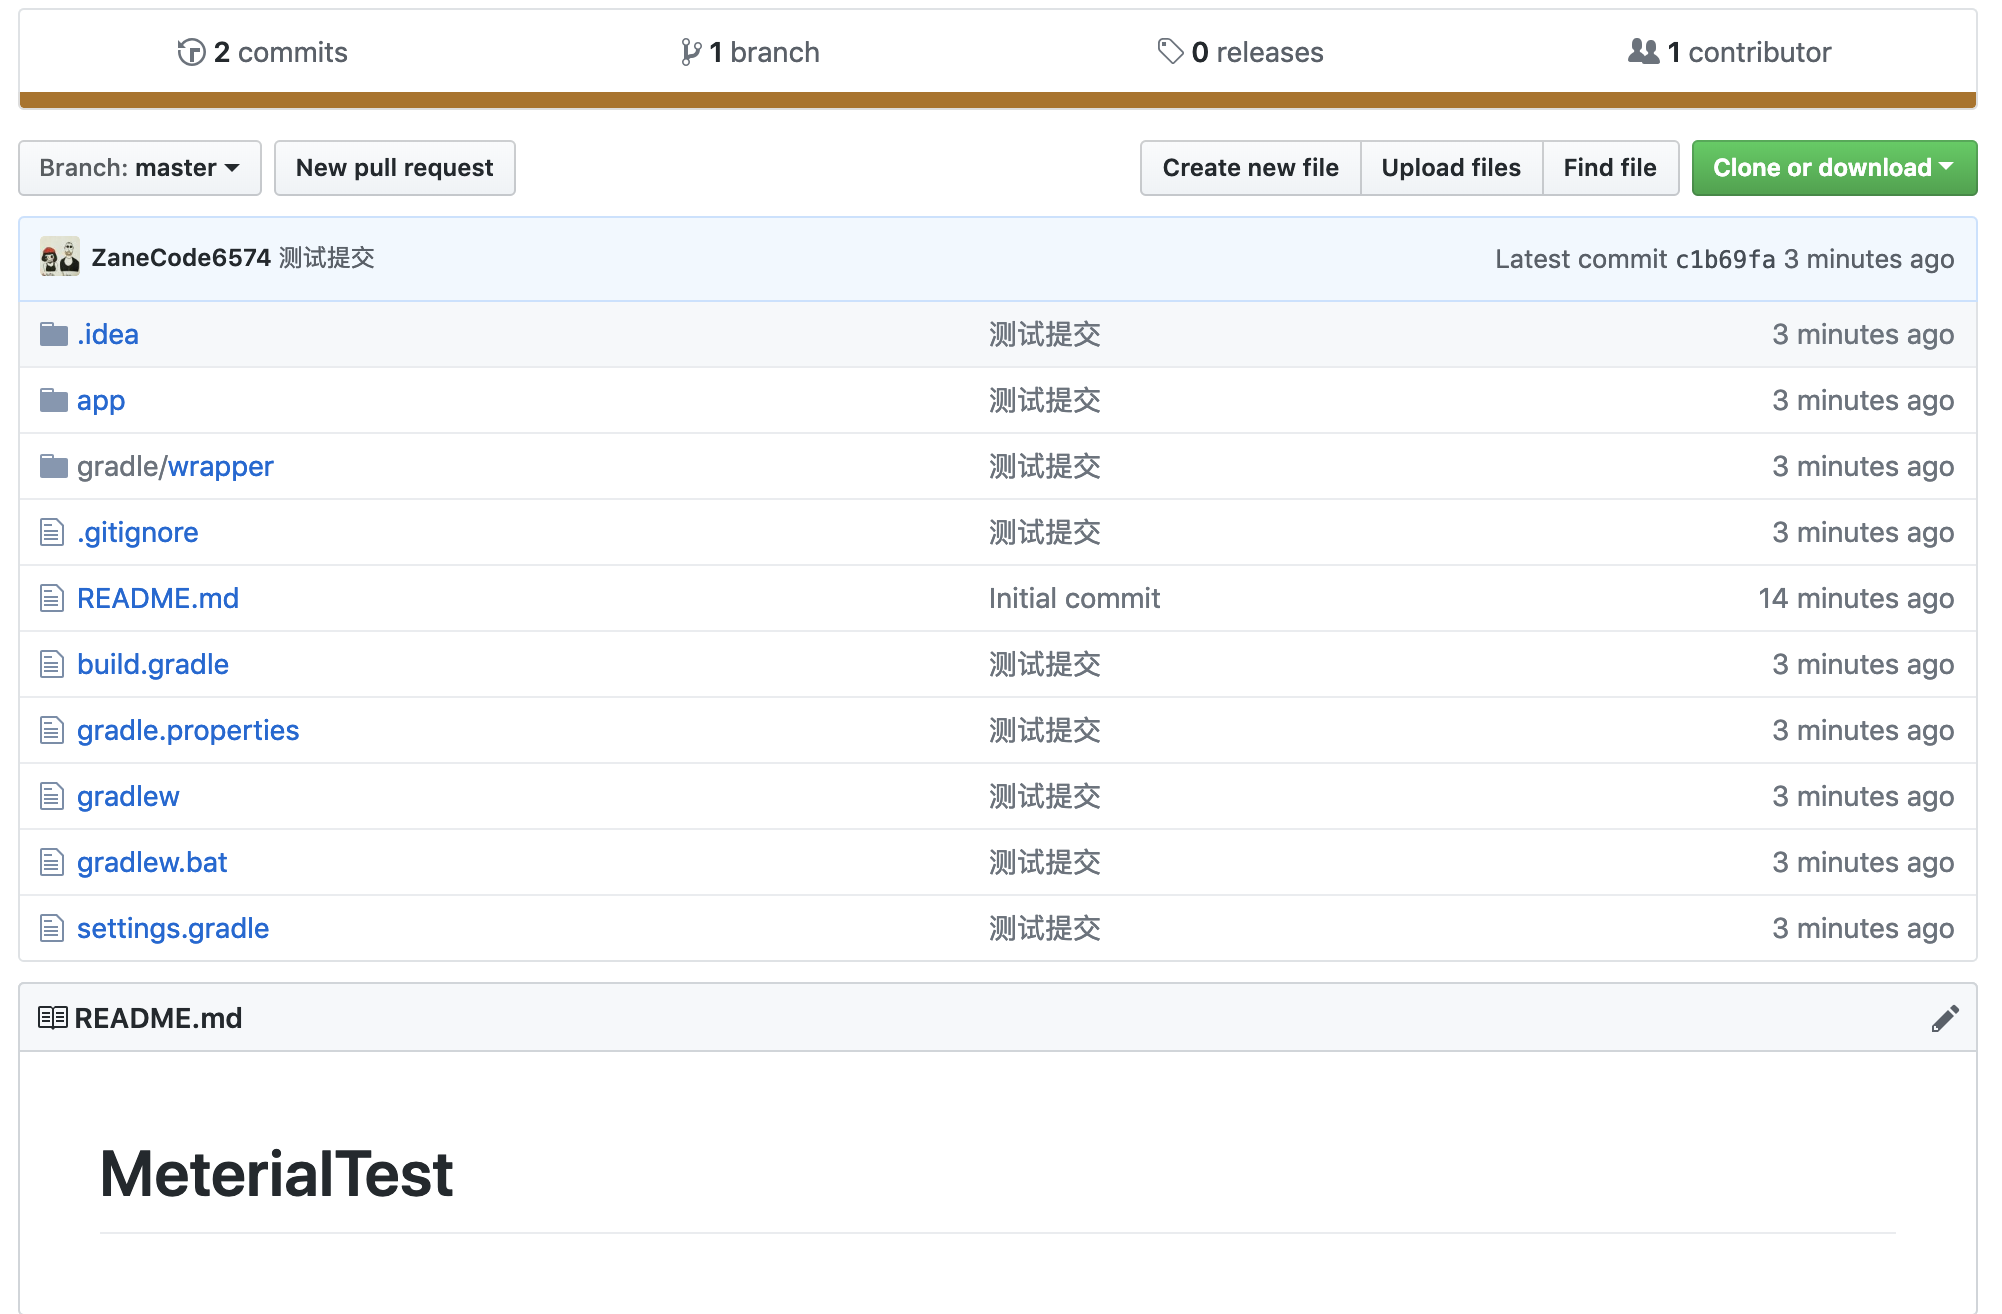 2 commits 1 branch 0 releases 1 contributor
Branch: master New pull request Create new file Upload files Find file Clone or download
ZaneCode6574 测试提交 Latest commit c1b69fa 3 minutes ago
.idea 测试提交 3 minutes ago
app 测试提交 3 minutes ago
gradle/wrapper 测试提交 3 minutes ago
.gitignore 测试提交 3 minutes ago
README.md Initial commit 14 minutes ago
build.gradle 测试提交 3 minutes ago
gradle.properties 测试提交 3 minutes ago
gradlew 测试提交 3 minutes ago
gradlew.bat 测试提交 3 minutes ago
settings.gradle 测试提交 3 minutes ago
README.md
MeterialTest